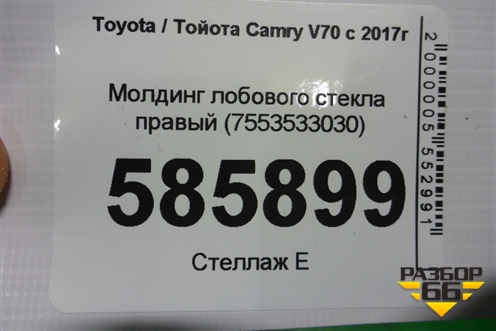 Toyota / Тойота Camry V70 с 2017г
Молдинг лобового стекла
правый (7553533030)
585899
Стеллаж Е
2000005552991
РАЗБОР
66